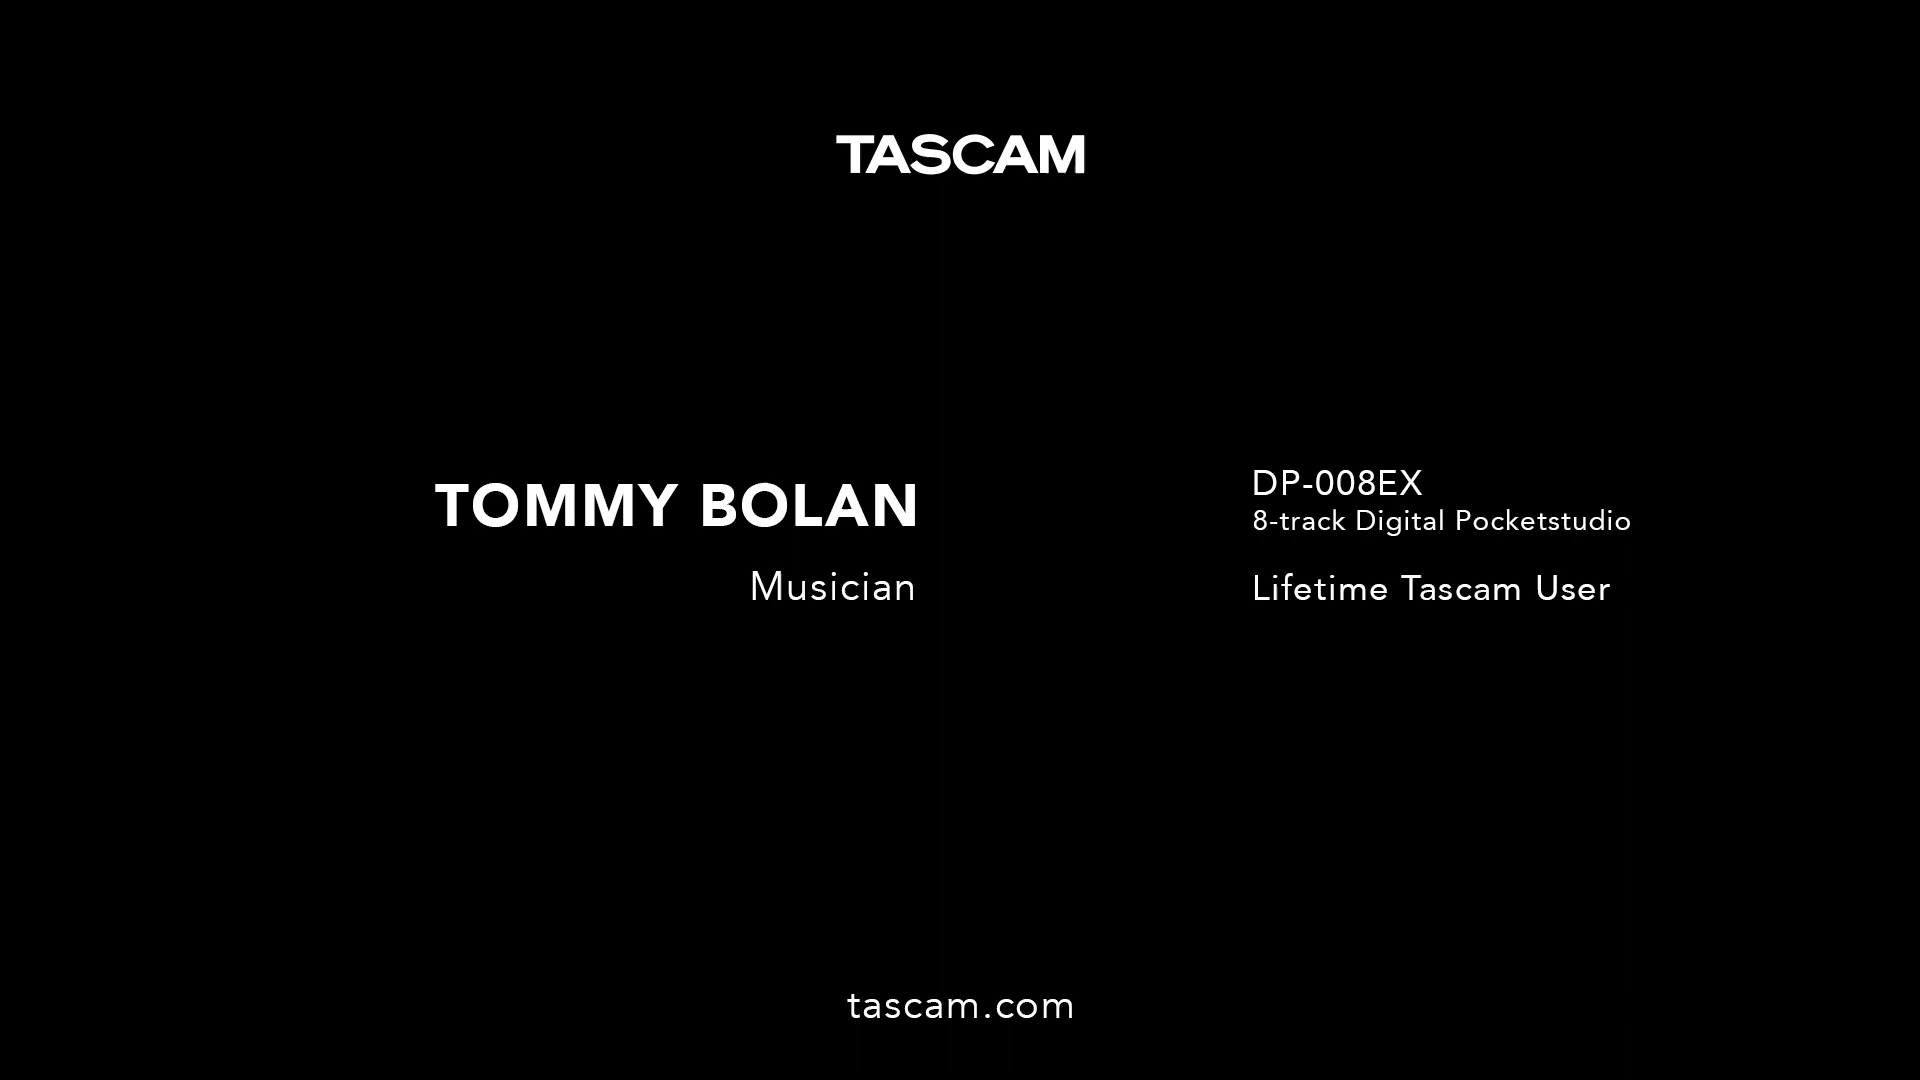 TASCAM
TOMMY BOLAN
Musician
DP-008EX
8-track Digital Pocketstudio
Lifetime Tascam User
tascam.com